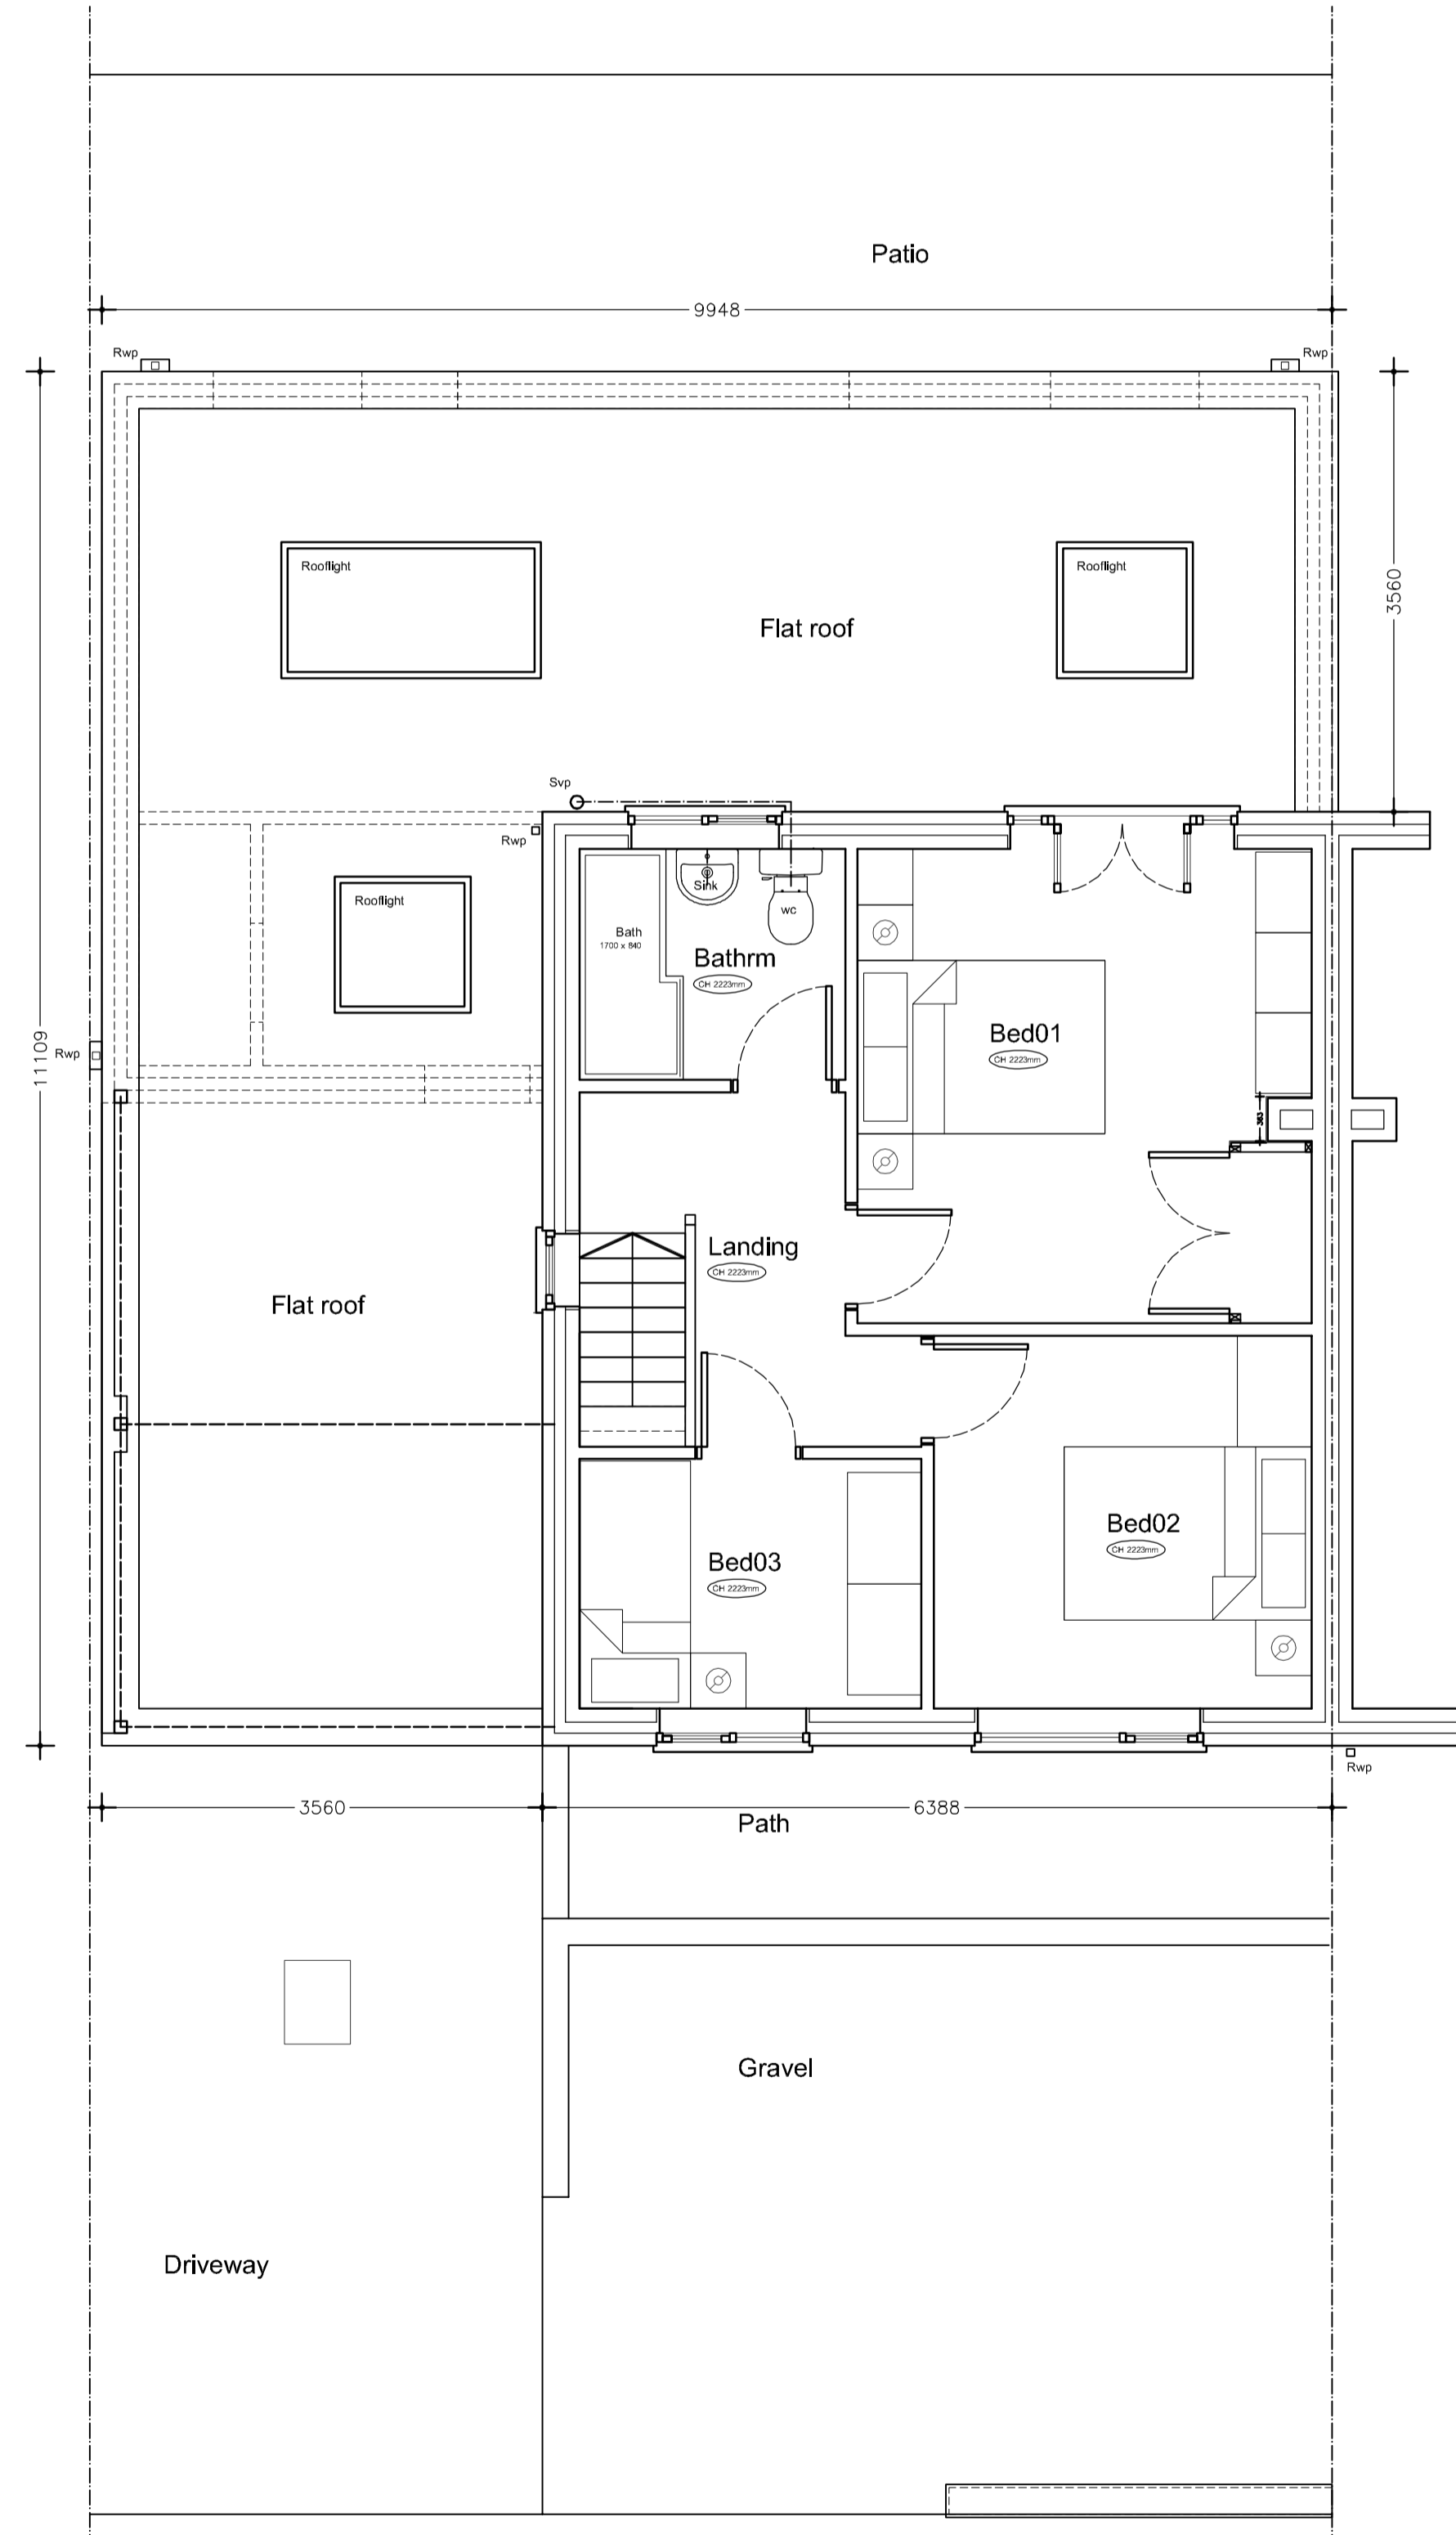 Patio
9948
Rwp
Rwp
Rooflight
Rooflight
3560
Flat roof
Svp
Rwp
Rooflight
Sink
wc
Bath
1700 x 840
Bathrm
CH 2223mm
Bed01
CH 2223mm
11109
Rwp
363
Landing
CH 2223mm
Flat roof
Bed02
CH 2223mm
Bed03
CH 2223mm
Rwp
3560
6388
Path
Gravel
Driveway